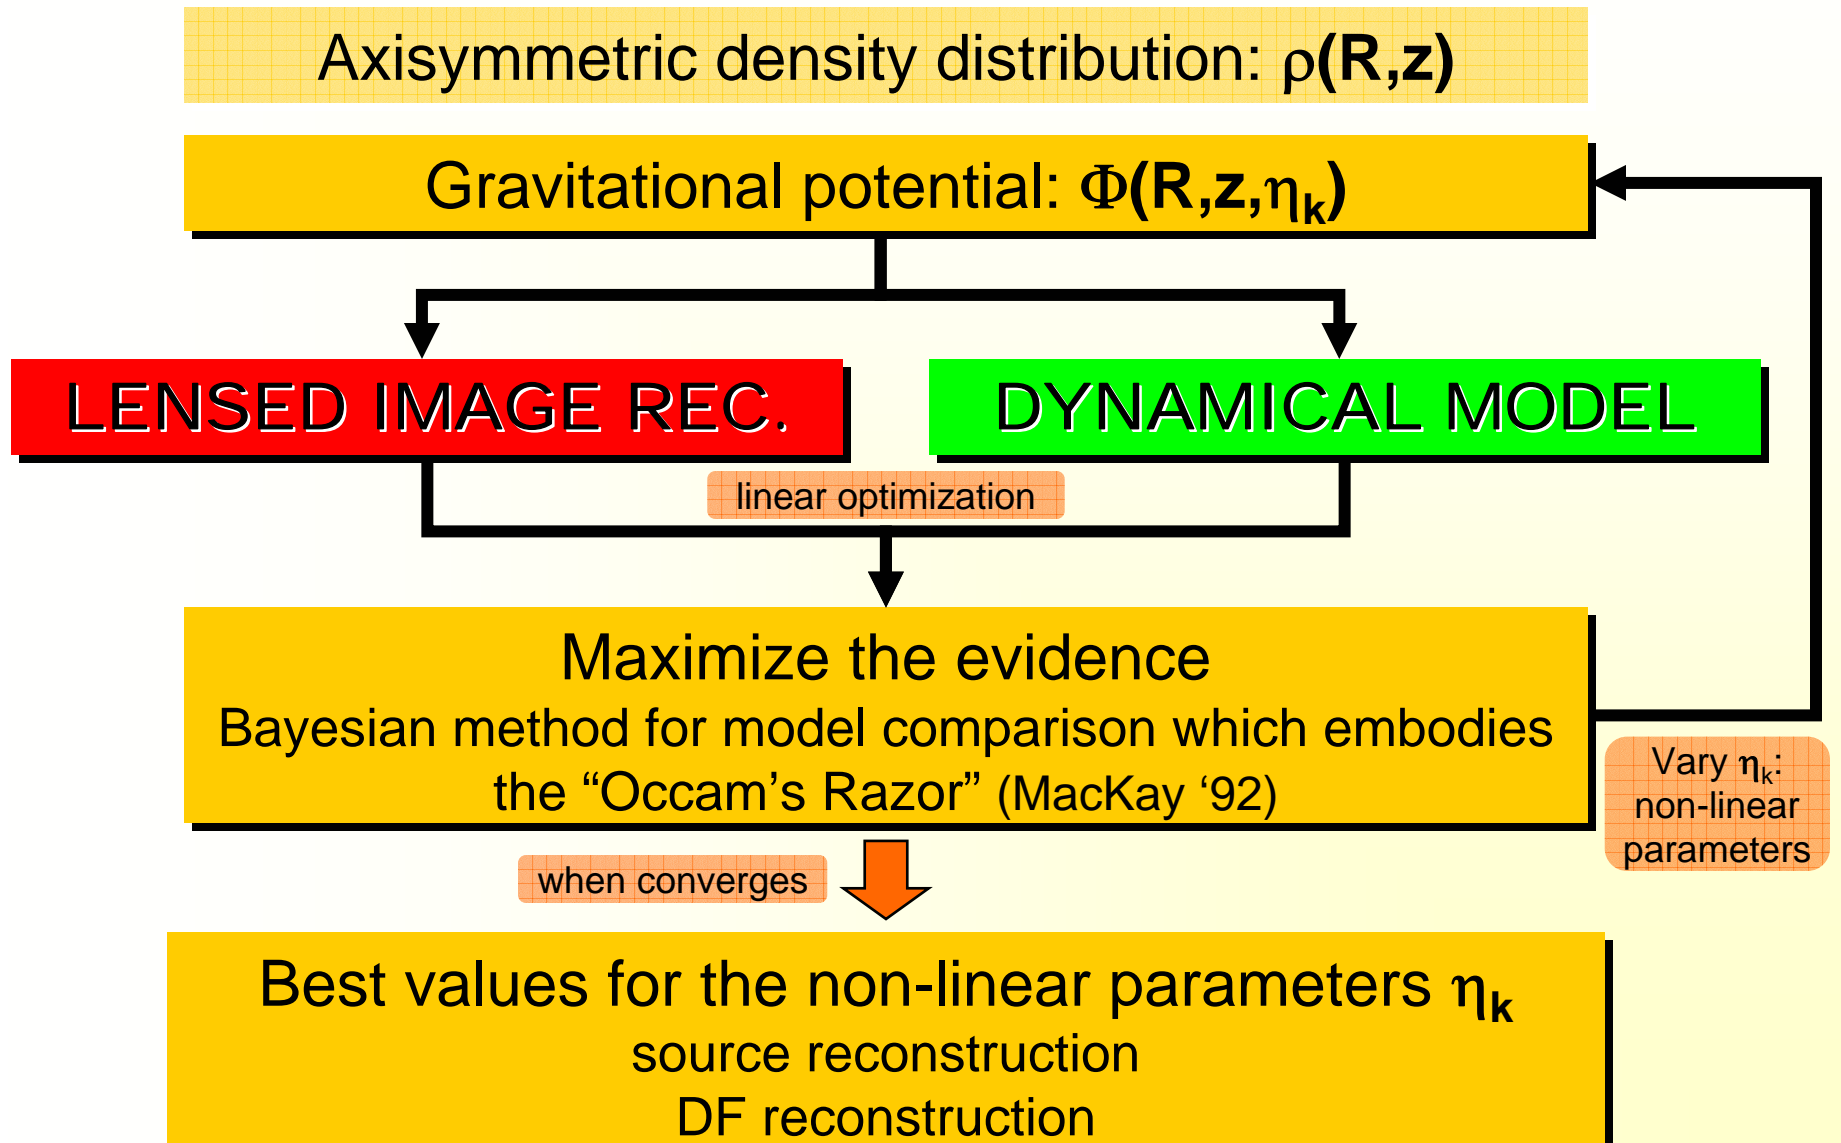 Axisymmetric density distribution: ρ(R,z)
Gravitational potential: Φ(R,z,ηk)
LENSED IMAGE REC.
DYNAMICAL MODEL
linear optimization
Maximize the evidence
Bayesian method for model comparison which embodies
the “Occam’s Razor” (MacKay ‘92)
Vary ηk:
non-linear
parameters
when converges
Best values for the non-linear parameters ηk
source reconstruction
DF reconstruction